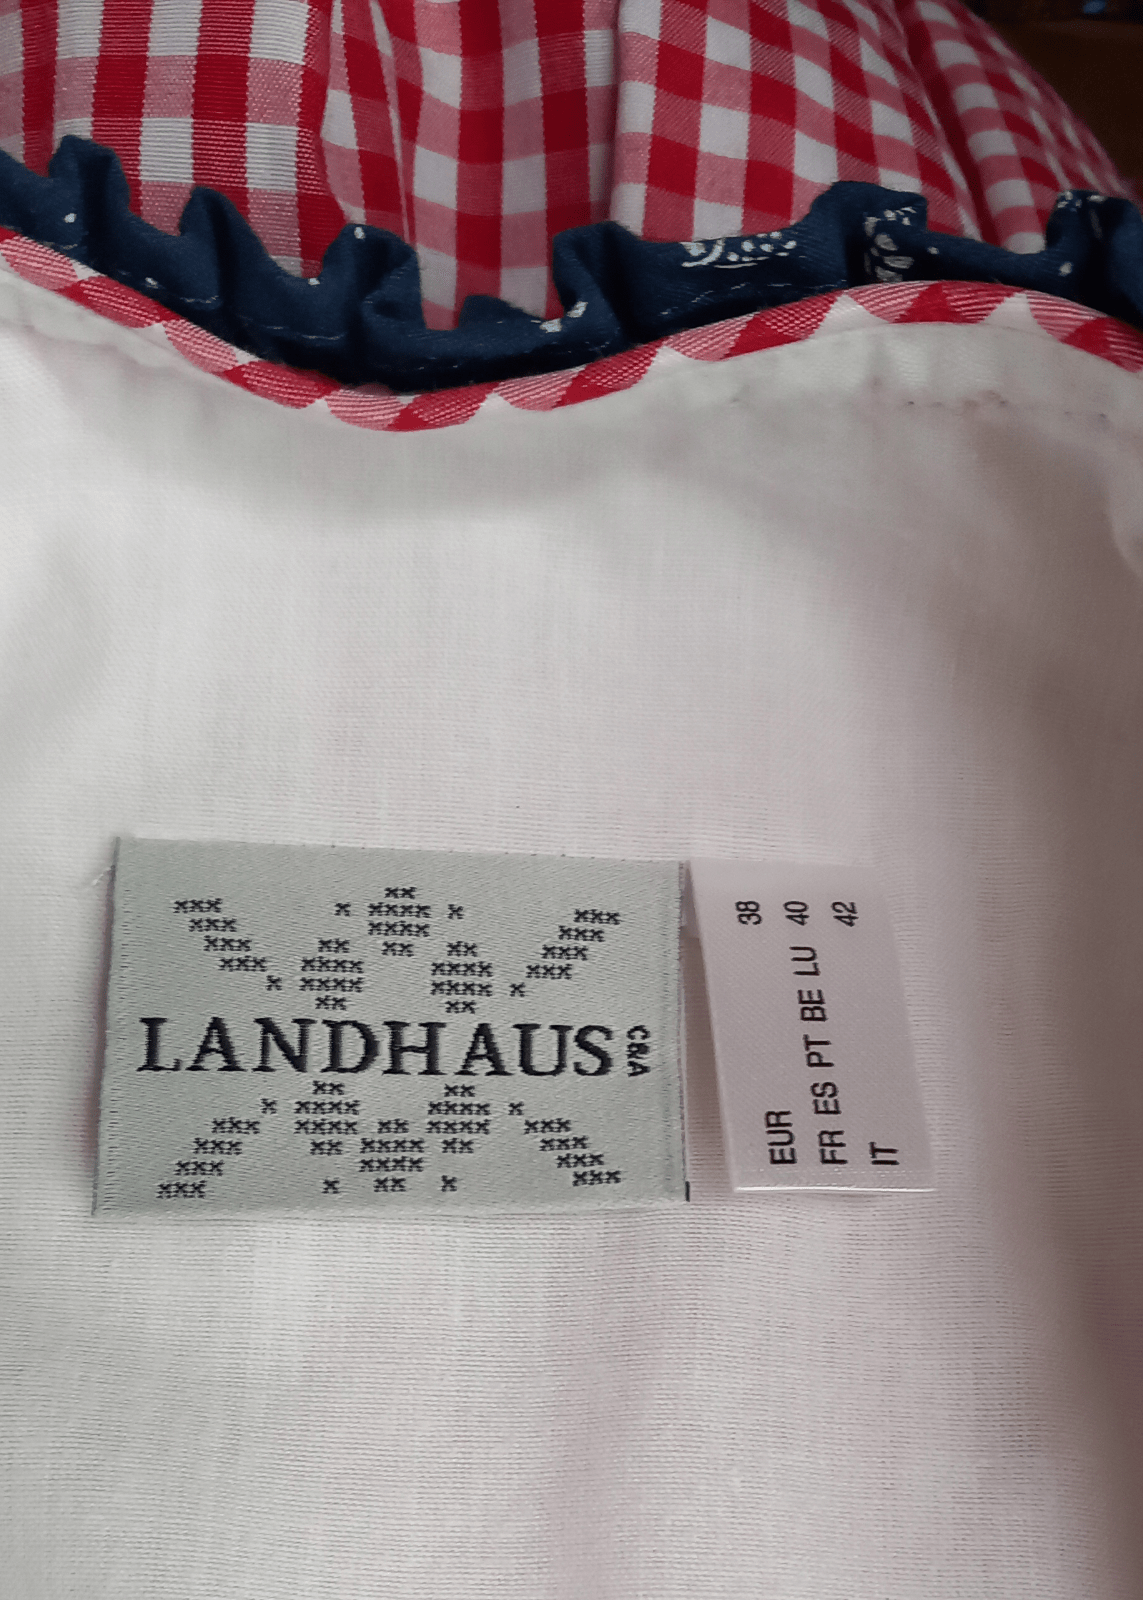 LANDHAUS
C&A
EUR 38
FR ES PT BE LU 40
IT 42